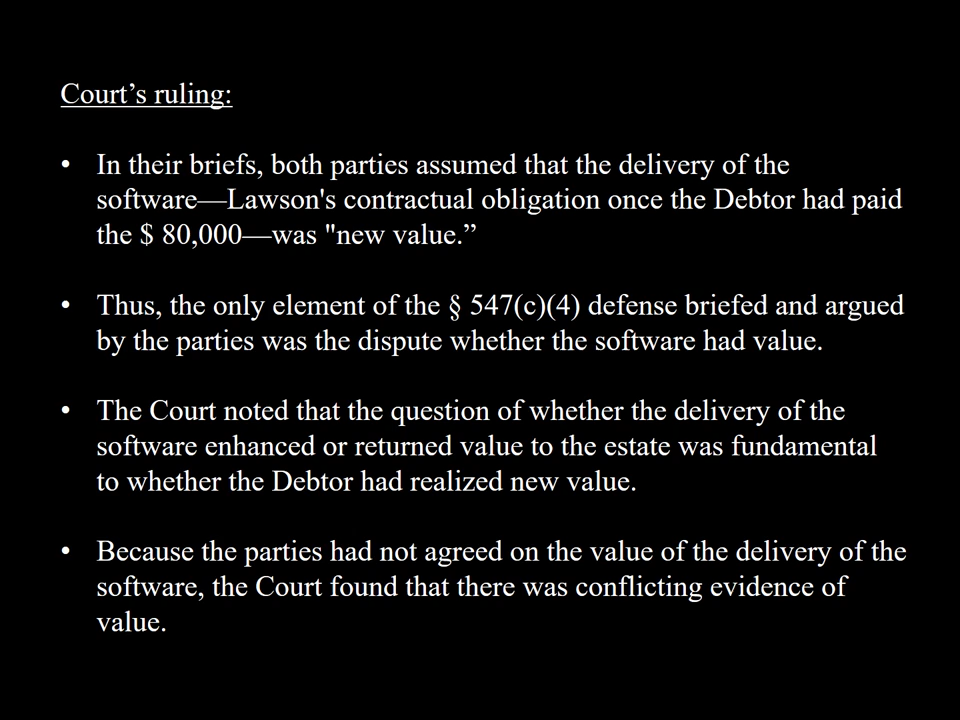 Court’s ruling:
• In their briefs, both parties assumed that the delivery of the
software—Lawson's contractual obligation once the Debtor had paid
the $ 80,000—was "new value.”
• Thus, the only element of the § 547(c)(4) defense briefed and argued
by the parties was the dispute whether the software had value.
• The Court noted that the question of whether the delivery of the
software enhanced or returned value to the estate was fundamental
to whether the Debtor had realized new value.
• Because the parties had not agreed on the value of the delivery of the
software, the Court found that there was conflicting evidence of
value.